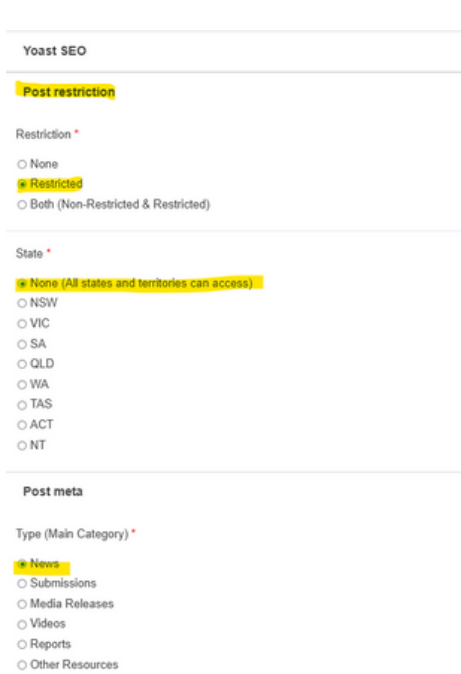 Yoast SEO
Post restriction
Restriction *
None
Restricted
Both (Non-Restricted & Restricted)
State *
None (All states and territories can access)
NSW
VIC
SA
QLD
WA
TAS
ACT
NT
Post meta
Type (Main Category) *
News
Submissions
Media Releases
Videos
Reports
Other Resources